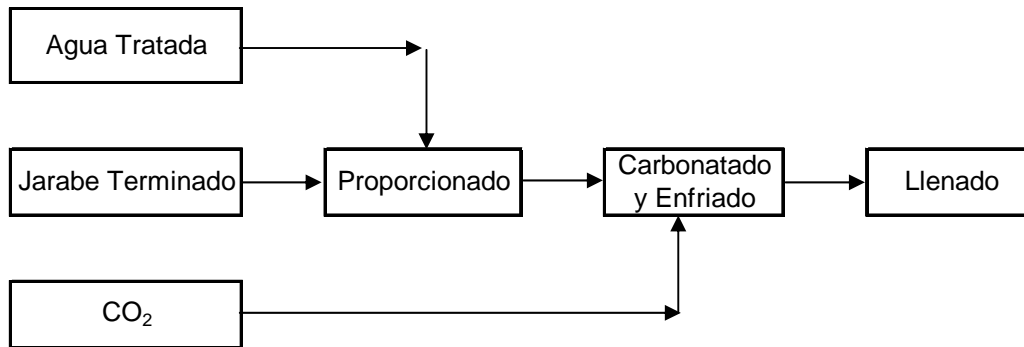 Agua Tratada
Jarabe Terminado
Proporcionado
Carbonatado
y Enfriado
Llenado
CO₂